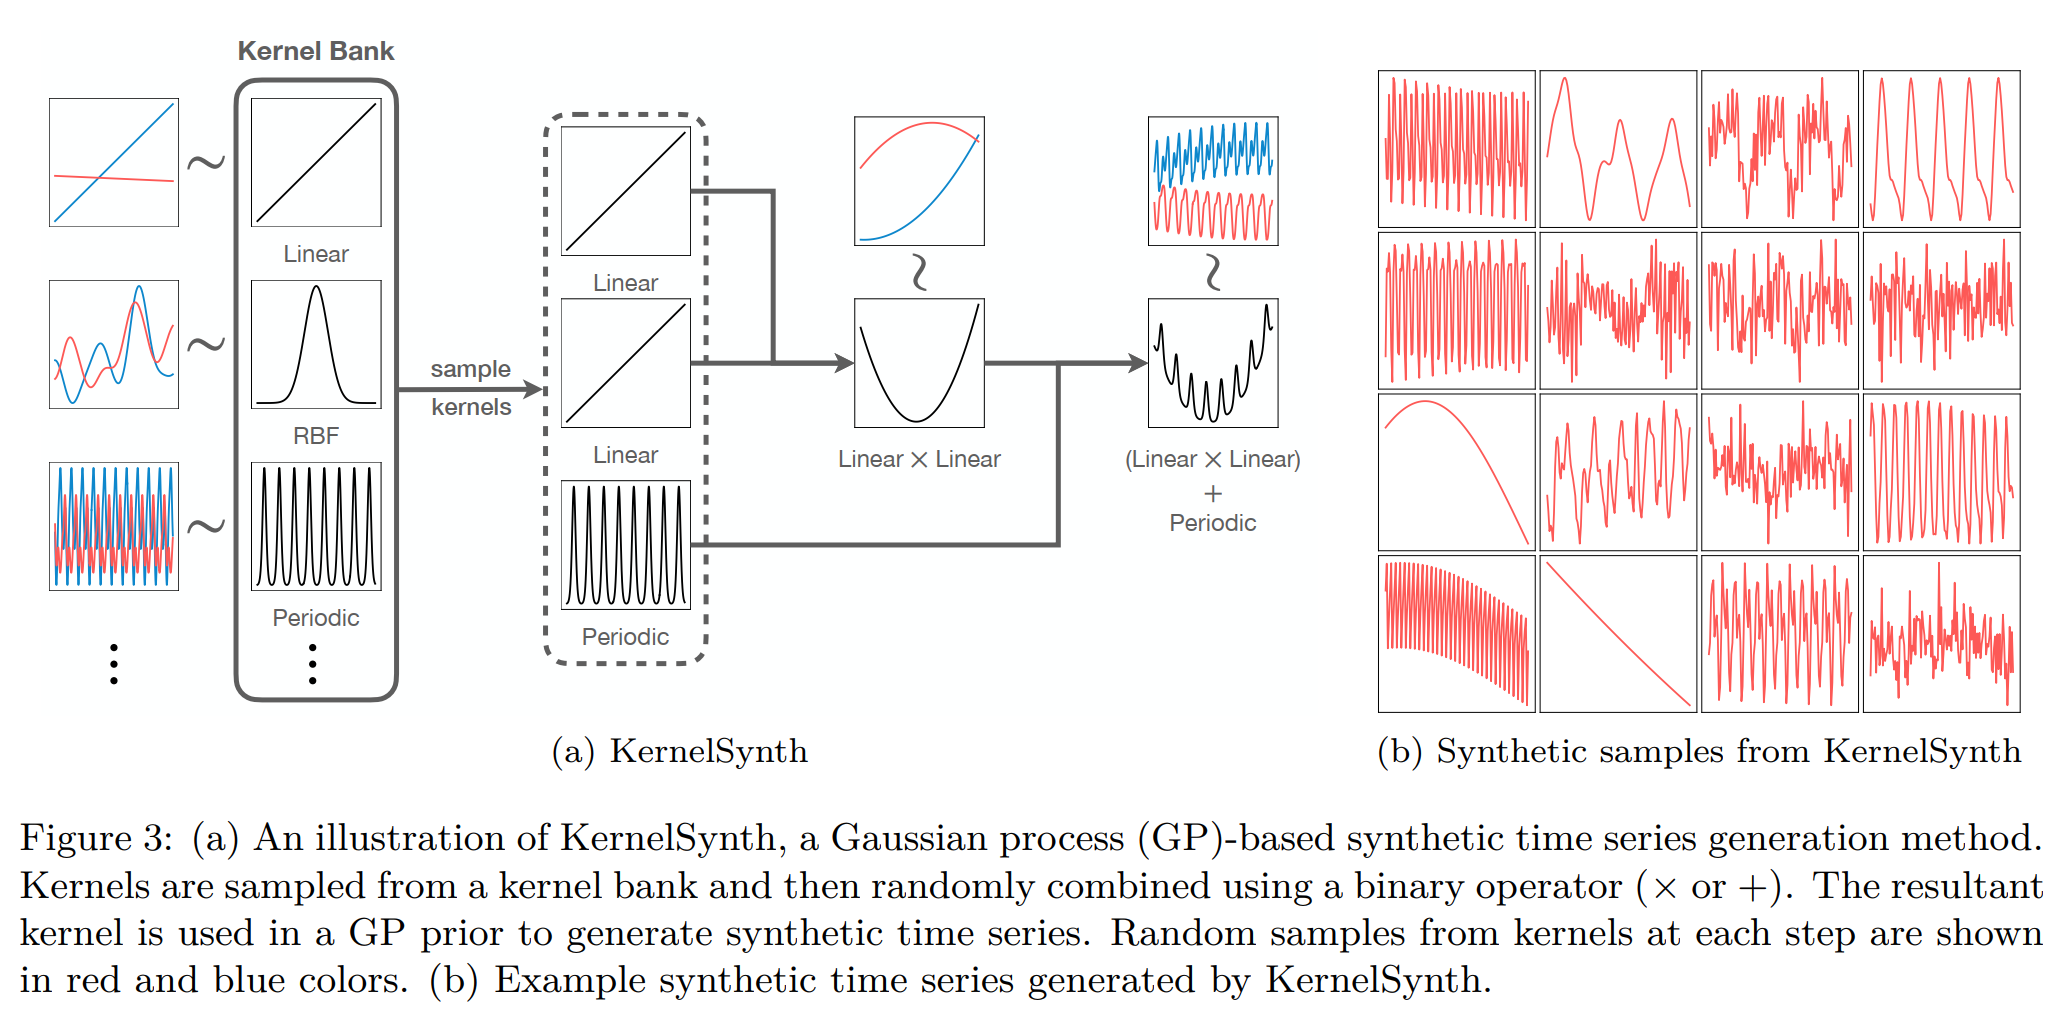 Kernel Bank
Linear
RBF
Periodic
sample
kernels
Linear
Linear
Periodic
Linear × Linear
(Linear × Linear)
+
Periodic
(a) KernelSynth
(b) Synthetic samples from KernelSynth
Figure 3: (a) An illustration of KernelSynth, a Gaussian process (GP)-based synthetic time series generation method.
Kernels are sampled from a kernel bank and then randomly combined using a binary operator (× or +). The resultant
kernel is used in a GP prior to generate synthetic time series. Random samples from kernels at each step are shown
in red and blue colors. (b) Example synthetic time series generated by KernelSynth.